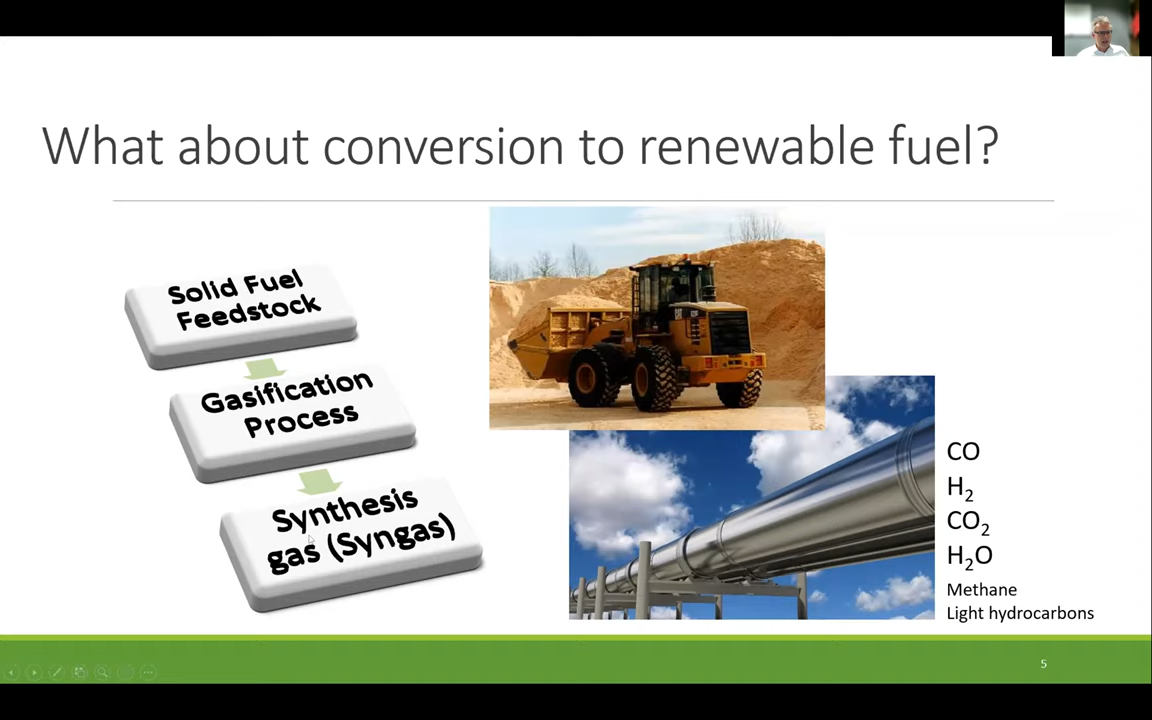 What about conversion to renewable fuel?
Solid Fuel
Feedstock
Gasification
Process
Synthesis
gas (Syngas)
CAT
CO
H₂
CO₂
H₂O
Methane
Light hydrocarbons
5